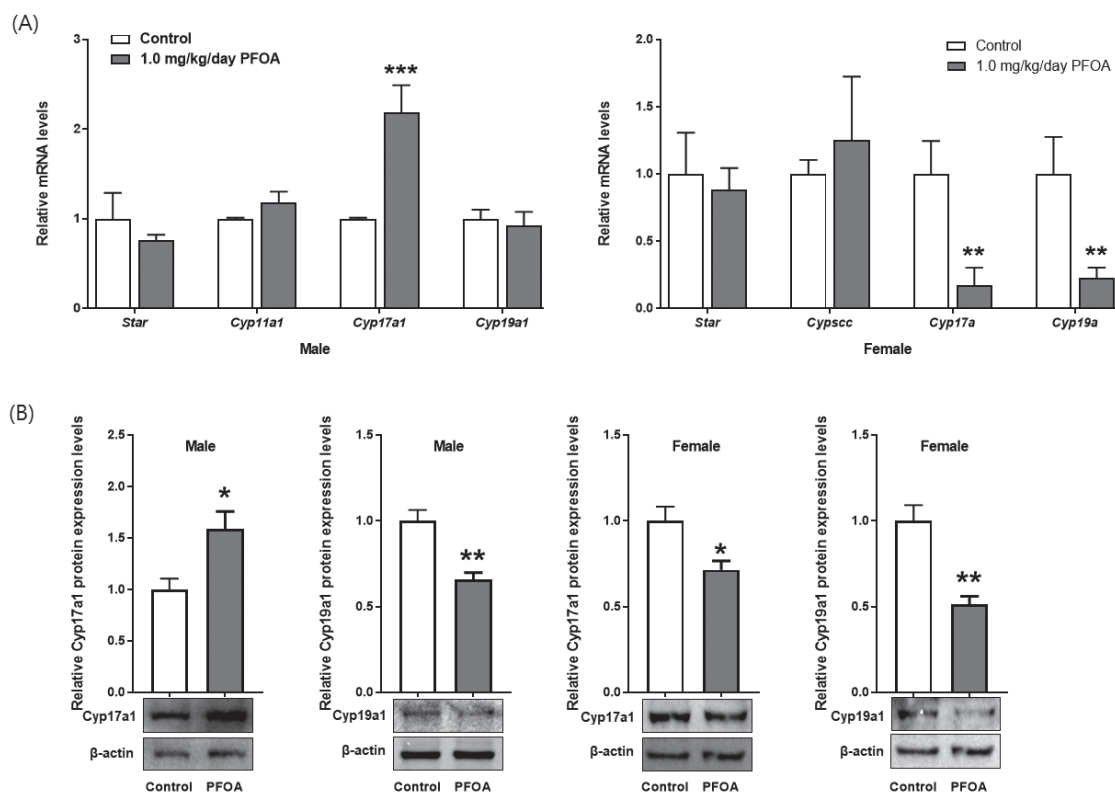 (A)
Control
1.0 mg/kg/day PFOA
Relative mRNA levels
3
2
1
0
***
Star Cyp11a1 Cyp17a1 Cyp19a1
Male
Control
1.0 mg/kg/day PFOA
Relative mRNA levels
2.0
1.5
1.0
0.5
0.0
** **
Star Cypscc Cyp17a Cyp19a
Female
(B)
Relative Cyp17a1 protein expression levels
2.5
2.0
1.5
1.0
0.5
0.0
Male
*
Cyp17a1
β-actin
Control PFOA
Relative Cyp19a1 protein expression levels
1.5
1.0
0.5
0.0
Male
**
Cyp19a1
β-actin
Control PFOA
Relative Cyp17a1 protein expression levels
1.5
1.0
0.5
0.0
Female
*
Cyp17a1
β-actin
Control PFOA
Relative Cyp19a1 protein expression levels
1.5
1.0
0.5
0.0
Female
**
Cyp19a1
β-actin
Control PFOA